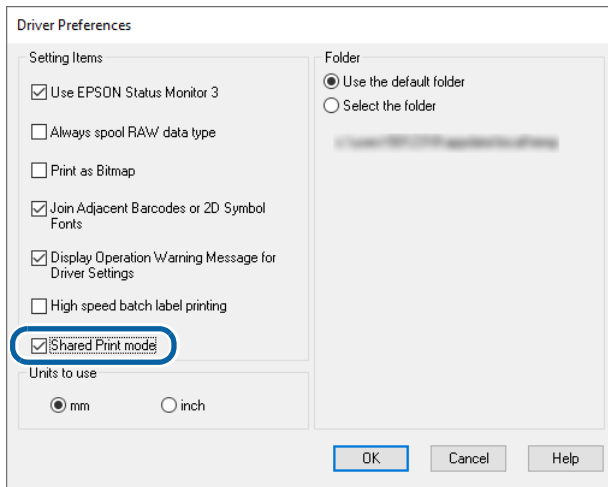 Driver Preferences
Setting Items
Use EPSON Status Monitor 3
Always spool RAW data type
Print as Bitmap
Join Adjacent Barcodes or 2D Symbol
Fonts
Display Operation Warning Message for
Driver Settings
High speed batch label printing
Shared Print mode
Units to use
mm
inch
Folder
Use the default folder
Select the folder
OK
Cancel
Help